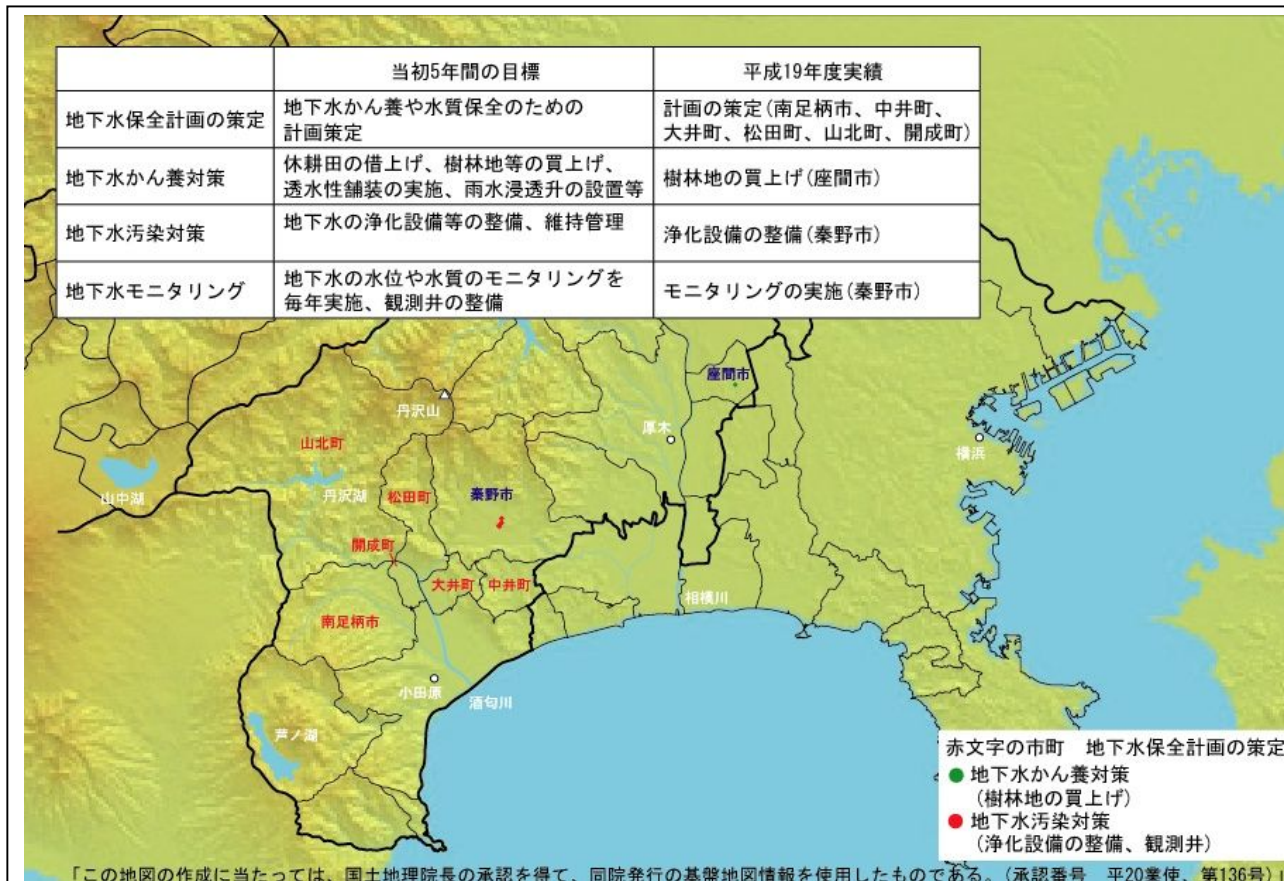 当初5年間の目標 平成19年度実績
地下水保全計画の策定 地下水かん養や水質保全のための 計画の策定(南足柄市、中井町、
計画策定 大井町、松田町、山北町、開成町)
地下水かん養対策 休耕田の借上げ、樹林地等の買上げ、 樹林地の買上げ(座間市)
透水性舗装の実施、雨水浸透升の設置等
地下水汚染対策 地下水の浄化設備等の整備、維持管理 浄化設備の整備(秦野市)
地下水モニタリング 地下水の水位や水質のモニタリングを モニタリングの実施(秦野市)
毎年実施、観測井の整備
座間市
丹沢山
厚木
横浜
山北町
山中湖
丹沢湖
松田町
秦野市
開成町
大井町
中井町
相模川
南足柄市
小田原
酒匂川
芦ノ湖
赤文字の市町 地下水保全計画の策定
地下水かん養対策
(樹林地の買上げ)
地下水汚染対策
(浄化設備の整備、観測井)
「この地図の作成に当たっては、国土地理院長の承認を得て、同院発行の基盤地図情報を使用したものである。(承認番号 平20業使、第136号)」